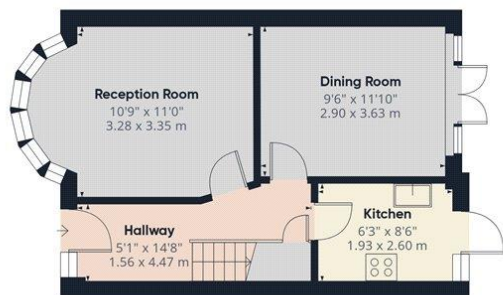 Reception Room
10'9" x 11'0"
3.28 x 3.35 m
Dining Room
9'6" x 11'10"
2.90 x 3.63 m
Hallway
5'1" x 14'8"
1.56 x 4.47 m
Kitchen
6'3" x 8'6"
1.93 x 2.60 m